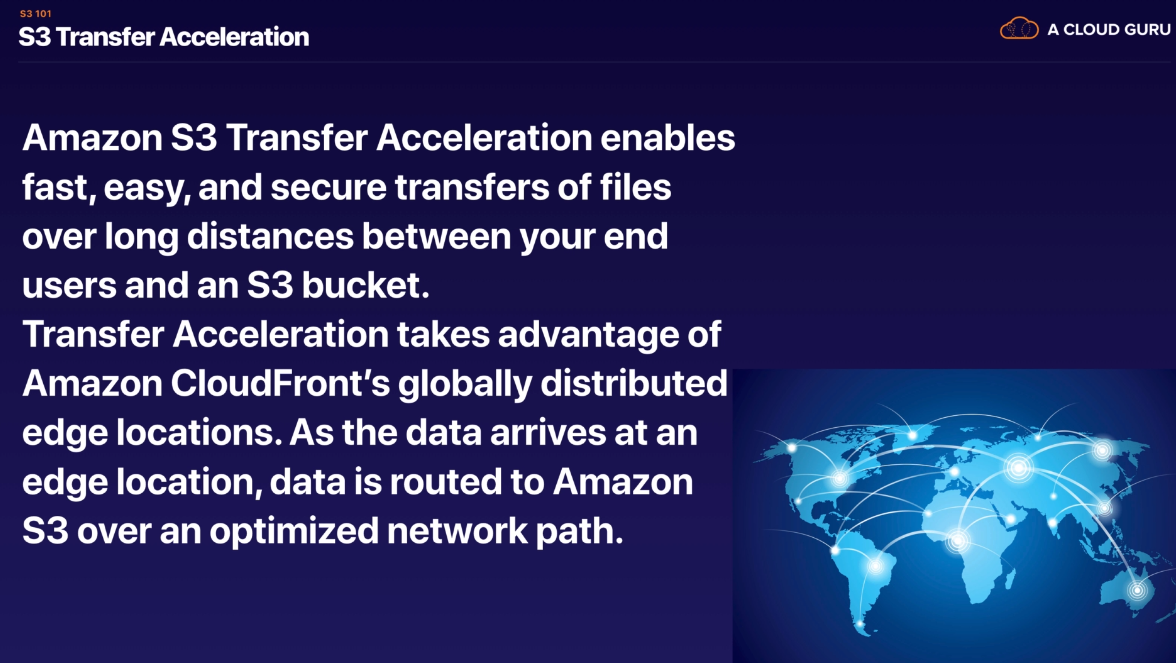 S3 101
S3 Transfer Acceleration
A CLOUD GURU
Amazon S3 Transfer Acceleration enables
fast, easy, and secure transfers of files
over long distances between your end
users and an S3 bucket.
Transfer Acceleration takes advantage of
Amazon CloudFront’s globally distributed
edge locations. As the data arrives at an
edge location, data is routed to Amazon
S3 over an optimized network path.